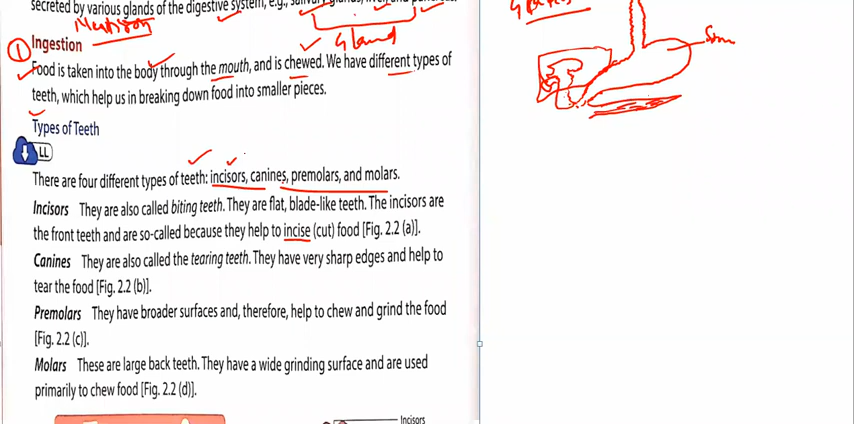 secreted by various glands of the digestive system, e.g., salivary glands, liver, and pancreas.
Gland
① Ingestion
Food is taken into the body through the mouth, and is chewed. We have different types of
teeth, which help us in breaking down food into smaller pieces.
Types of Teeth
LL
There are four different types of teeth: incisors, canines, premolars, and molars.
Incisors They are also called biting teeth. They are flat, blade-like teeth. The incisors are
the front teeth and are so-called because they help to incise (cut) food [Fig. 2.2 (a)].
Canines They are also called the tearing teeth. They have very sharp edges and help to
tear the food [Fig. 2.2 (b)].
Premolars They have broader surfaces and, therefore, help to chew and grind the food
[Fig. 2.2 (c)].
Molars These are large back teeth. They have a wide grinding surface and are used
primarily to chew food [Fig. 2.2 (d)].
Incisors